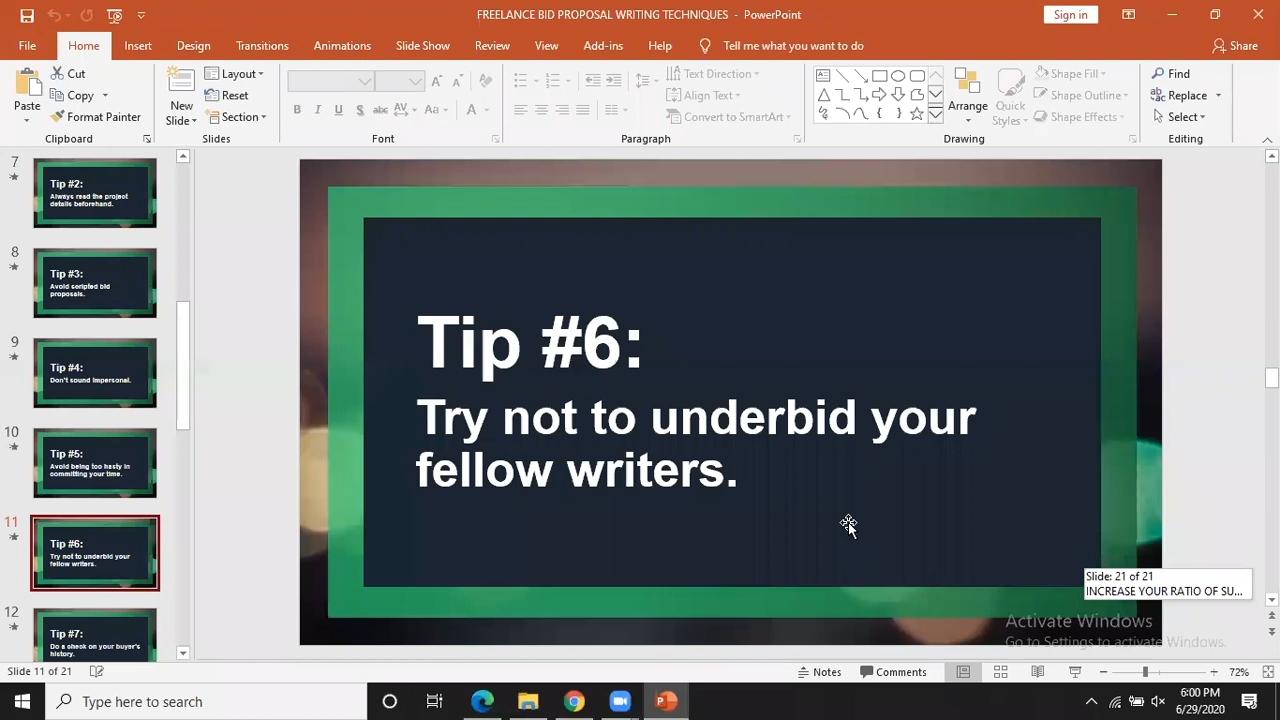 FREELANCE BID PROPOSAL WRITING TECHNIQUES - PowerPoint
Sign in
File Home Insert Design Transitions Animations Slide Show Review View Add-ins Help Tell me what you want to do Share
Paste
Cut
Copy
Format Painter
Clipboard
New
Slide
Layout
Reset
Section
Slides
B I U S abc AV Aa A
Font
Text Direction
Align Text
Convert to SmartArt
Paragraph
Arrange
Quick
Styles
Shape Fill
Shape Outline
Shape Effects
Drawing
Find
Replace
Select
Editing
7
Tip #2:
Always read the project
details beforehand.
8
Tip #3:
Avoid scripted bid
proposals.
9
Tip #4:
Don't sound impersonal.
10
Tip #5:
Avoid being too hasty in
committing your time.
11
Tip #6:
Try not to underbid your
fellow writers.
12
Tip #7:
Do a check on your buyer's
history.
Tip #6:
Try not to underbid your
fellow writers.
Slide: 21 of 21
INCREASE YOUR RATIO OF SU...
Activate Windows
Go to Settings to activate Windows.
Slide 11 of 21
Notes
Comments
72%
Type here to search
6:00 PM
6/29/2020